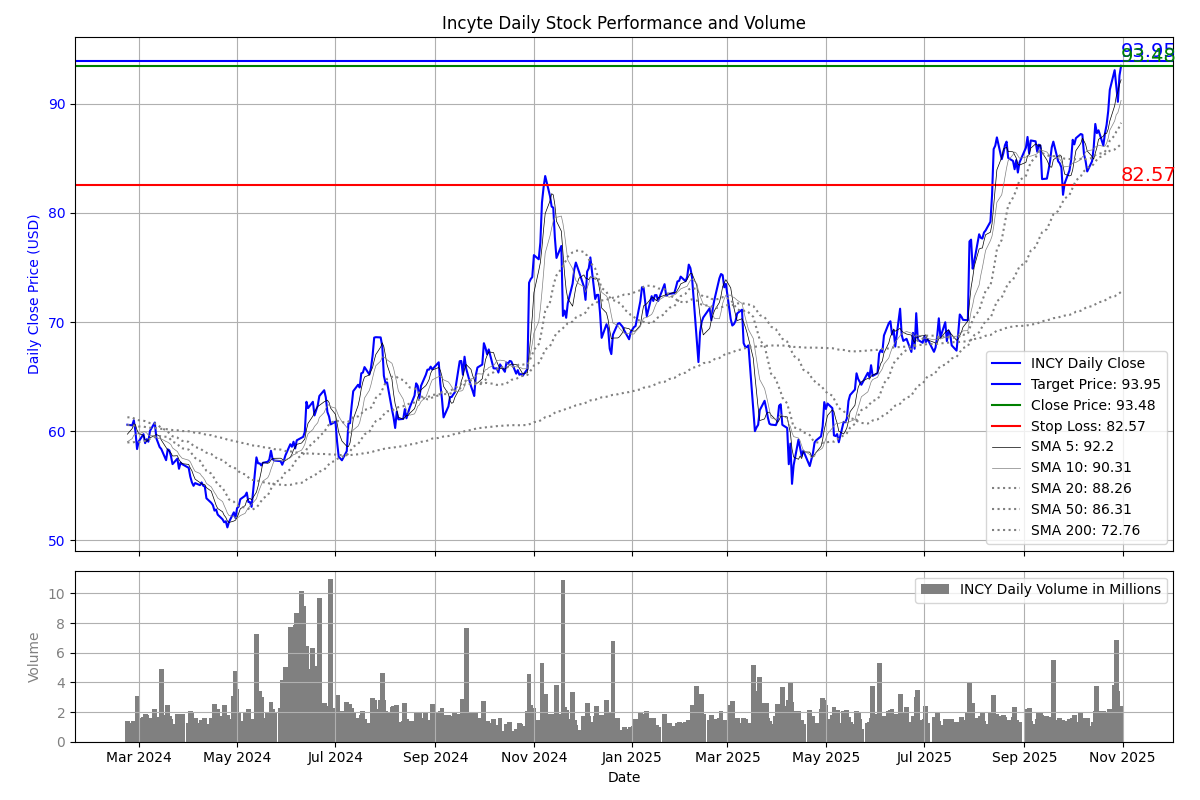 Incyte Daily Stock Performance and Volume
Daily Close Price (USD)
90
80
70
60
50
93.95
93.48
82.57
INCY Daily Close
Target Price: 93.95
Close Price: 93.48
Stop Loss: 82.57
SMA 5: 92.2
SMA 10: 90.31
SMA 20: 88.26
SMA 50: 86.31
SMA 200: 72.76
Volume
10
8
6
4
2
0
INCY Daily Volume in Millions
Mar 2024 May 2024 Jul 2024 Sep 2024 Nov 2024 Jan 2025 Mar 2025 May 2025 Jul 2025 Sep 2025 Nov 2025
Date